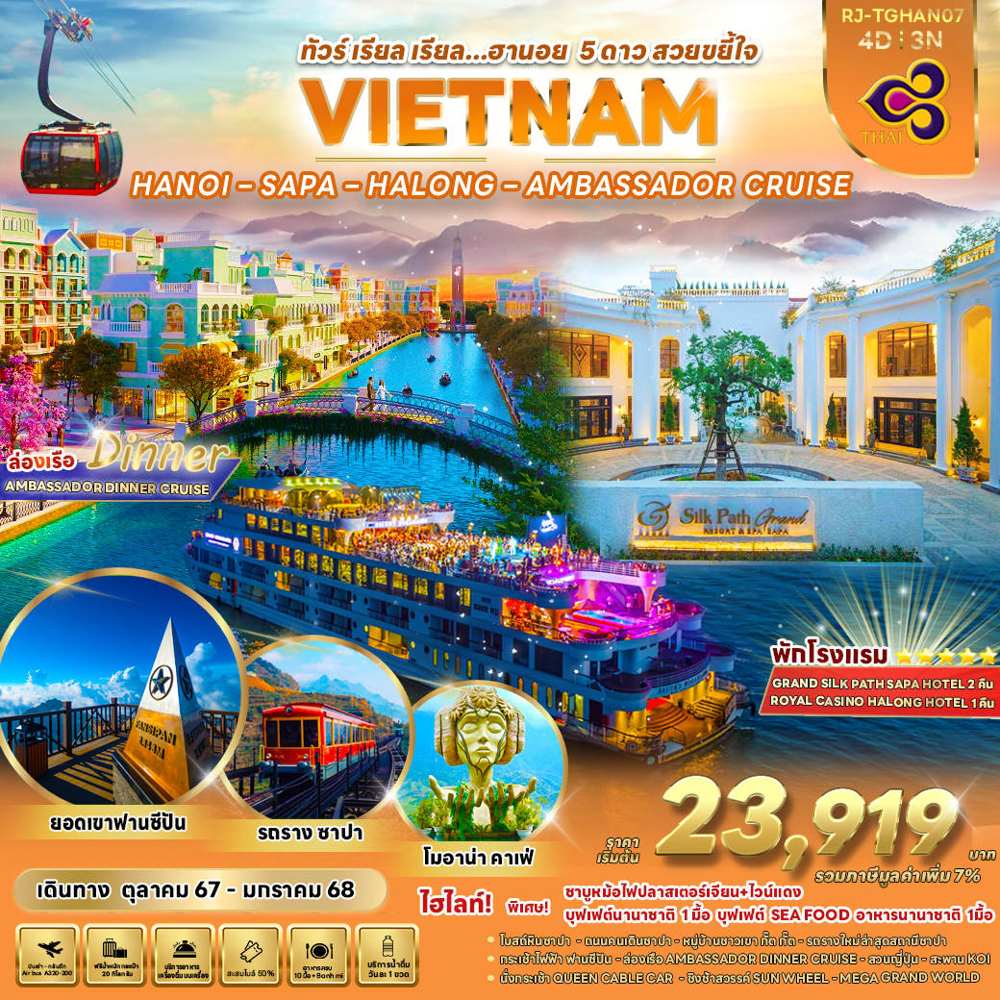 RJ-TGHAN07
4D | 3N
THAI
ทัวร์ เรียล เรียล...ฮานอย 5 ดาว สวยขยี้ใจ
VIETNAM
HANOI – SAPA – HALONG – AMBASSADOR CRUISE
ล่องเรือ Dinner
AMBASSADOR DINNER CRUISE
Silk Path Grand
RESORT & SPA SAPA
พักโรงแรม ★★★★★
GRAND SILK PATH SAPA HOTEL 2 คืน
ROYAL CASINO HALONG HOTEL 1 คืน
FANSIPAN
3.143M
ยอดเขาฟานซีปัน
รถราง ซาปา
โมอาน่า คาเฟ่
ราคา
เริ่มต้น
23,919
บาท
รวมภาษีมูลค่าเพิ่ม 7%
เดินทาง ตุลาคม 67 - มกราคม 68
ไฮไลท์! พิเศษ!
ชาบูหม้อไฟปลาสเตอร์เจียน+ไวน์แดง
บุฟเฟต์นานาชาติ 1 มื้อ บุฟเฟ่ต์ SEA FOOD อาหารนานาชาติ 1มื้อ
• โบสถ์หินซาปา - ถนนคนเดินซาปา - หมู่บ้านชาวเขา กั๊ต กั๊ต - รถรางใหม่ล่าสุดสถานีซาปา
• กระเช้าไฟฟ้า ฟานซีปัน - ล่องเรือ AMBASSADOR DINNER CRUISE - สวนญี่ปุ่น - สะพาน KOI
• นั่งกระเช้า QUEEN CABLE CAR - ชิงช้าสวรรค์ SUN WHEEL - MEGA GRAND WORLD
บินเช้า - กลับดึก
Airbus A320-200
ฟรีน้ำหนักกระเป๋า
20 กิโลกรัม
บริการอาหาร
เครื่องดื่มบนเครื่อง
สะสมไมล์ 50%
อาหารครบ
10 มื้อ + Banh mi
บริการน้ำดื่ม
วันละ 1 ขวด